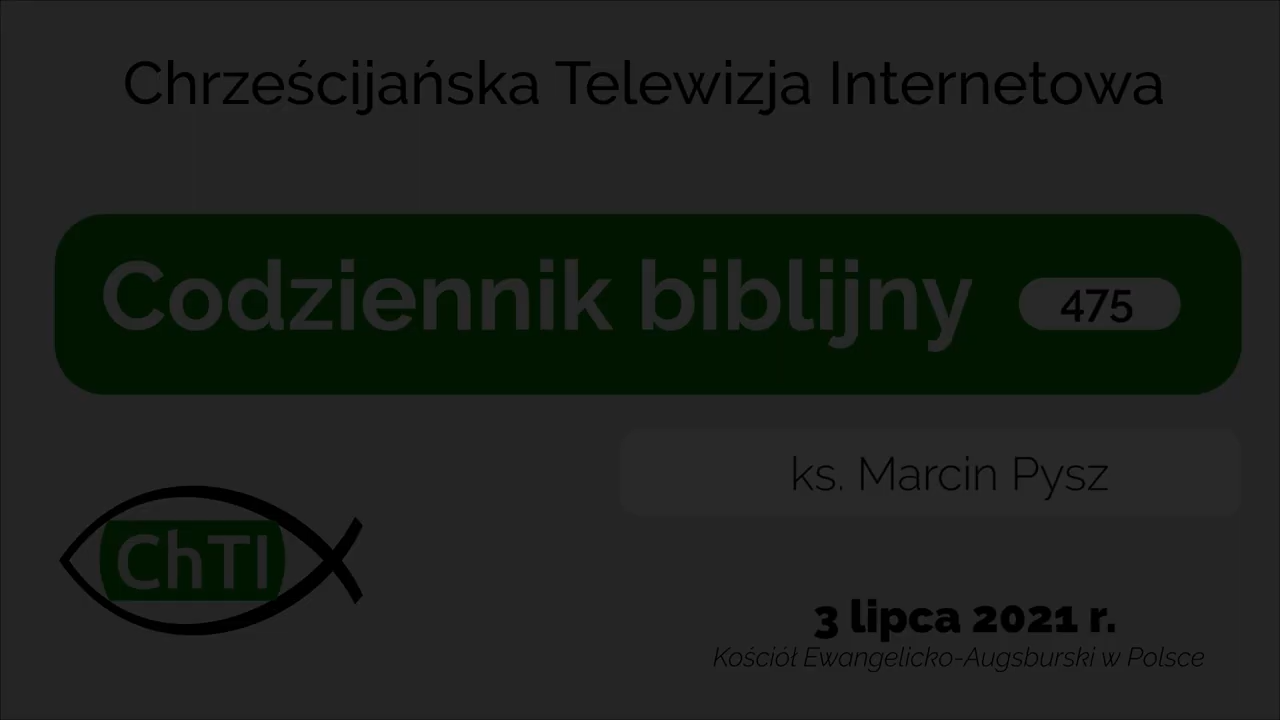 Chrześcijańska Telewizja Internetowa
Codziennik biblijny 475
ks. Marcin Pysz
ChTI
3 lipca 2021 r.
Kościół Ewangelicko-Augsburski w Polsce